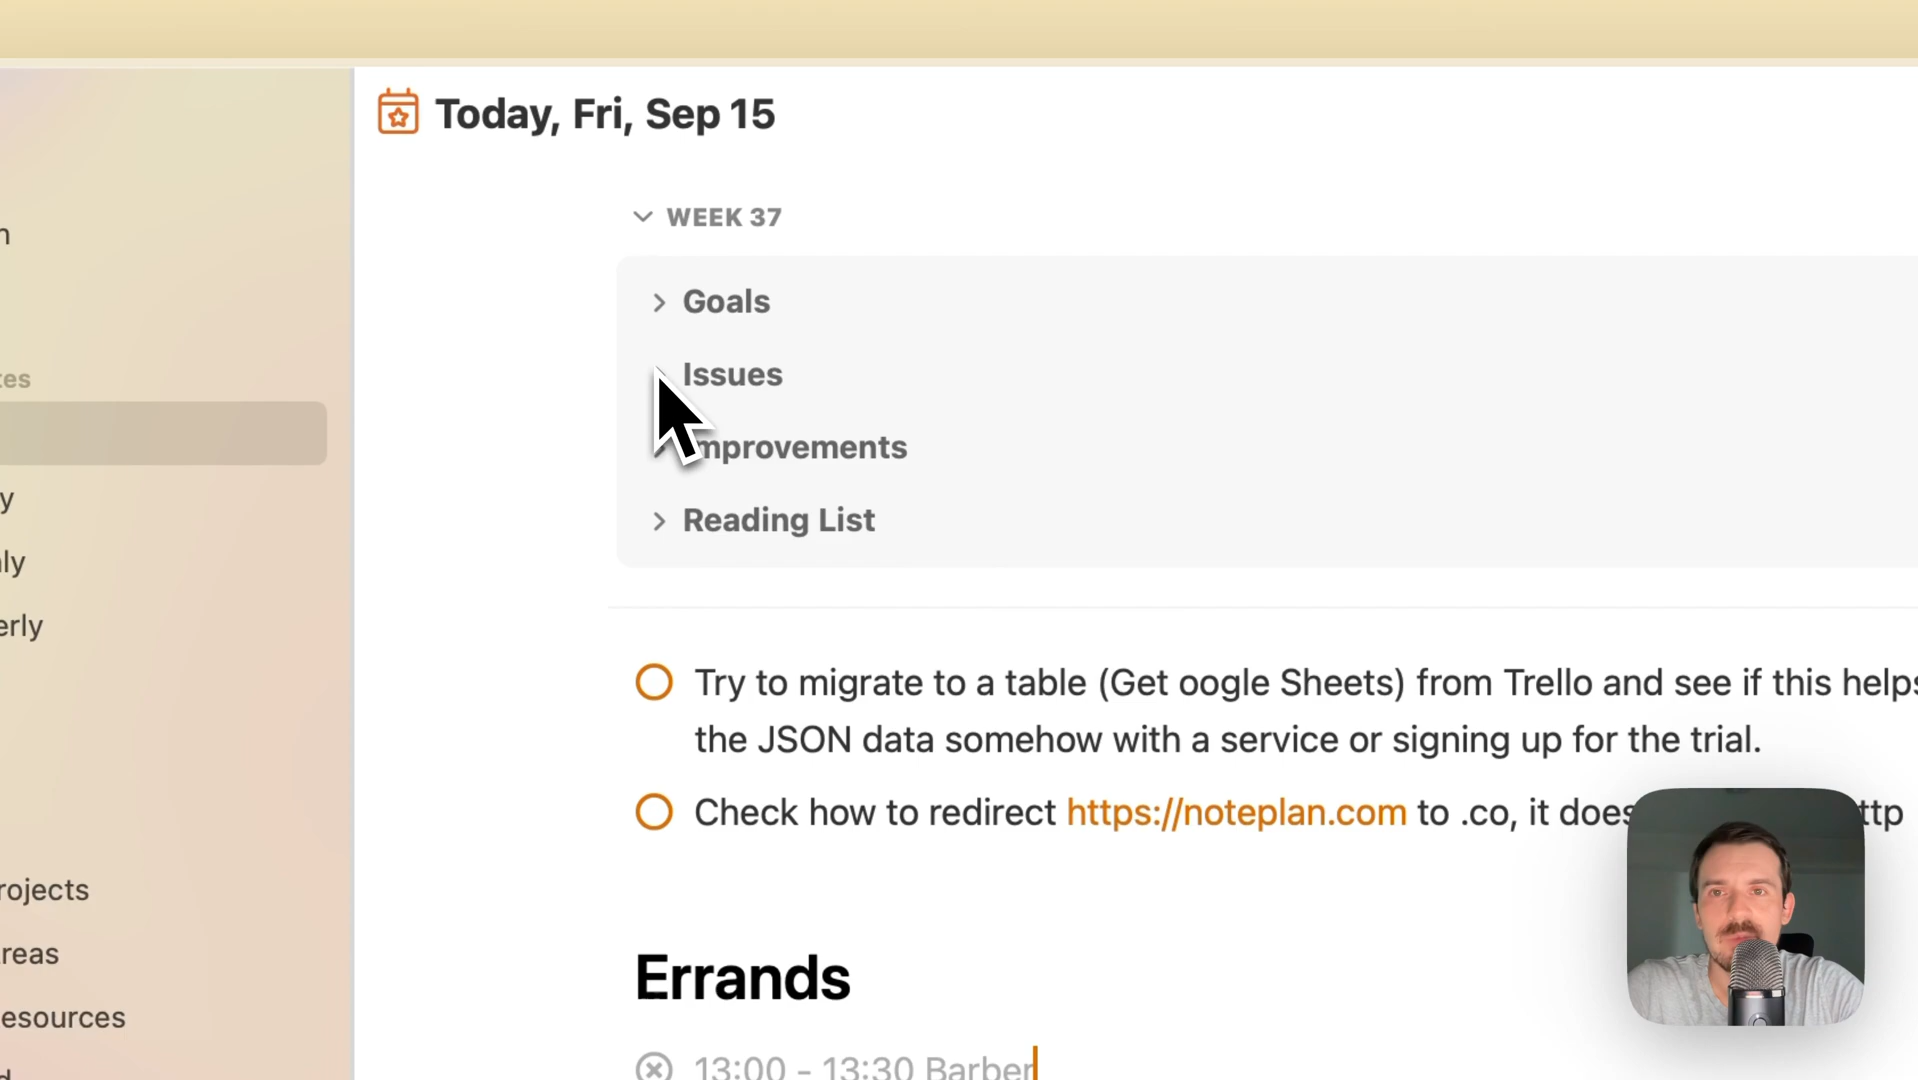 Today, Fri, Sep 15
WEEK 37
Goals
Issues
mprovements
Reading List
Try to migrate to a table (Get oogle Sheets) from Trello and see if this helps
the JSON data somehow with a service or signing up for the trial.
Check how to redirect https://noteplan.com to .co, it does ttp
Errands
13:00 - 13:30 Barber
n
tes
y
ly
erly
rojects
reas
esources
d